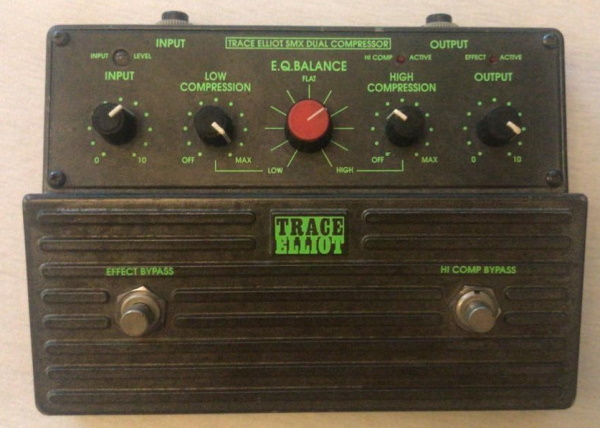 INPUT
TRACE ELLIOT SMX DUAL COMPRESSOR
OUTPUT
INPUT LEVEL
HI COMP ACTIVE
EFFECT ACTIVE
INPUT
LOW
COMPRESSION
E.Q.BALANCE
FLAT
HIGH
COMPRESSION
OUTPUT
0 10
OFF MAX
LOW HIGH
OFF MAX
0 10
TRACE
ELLIOT
EFFECT BYPASS
HI COMP BYPASS